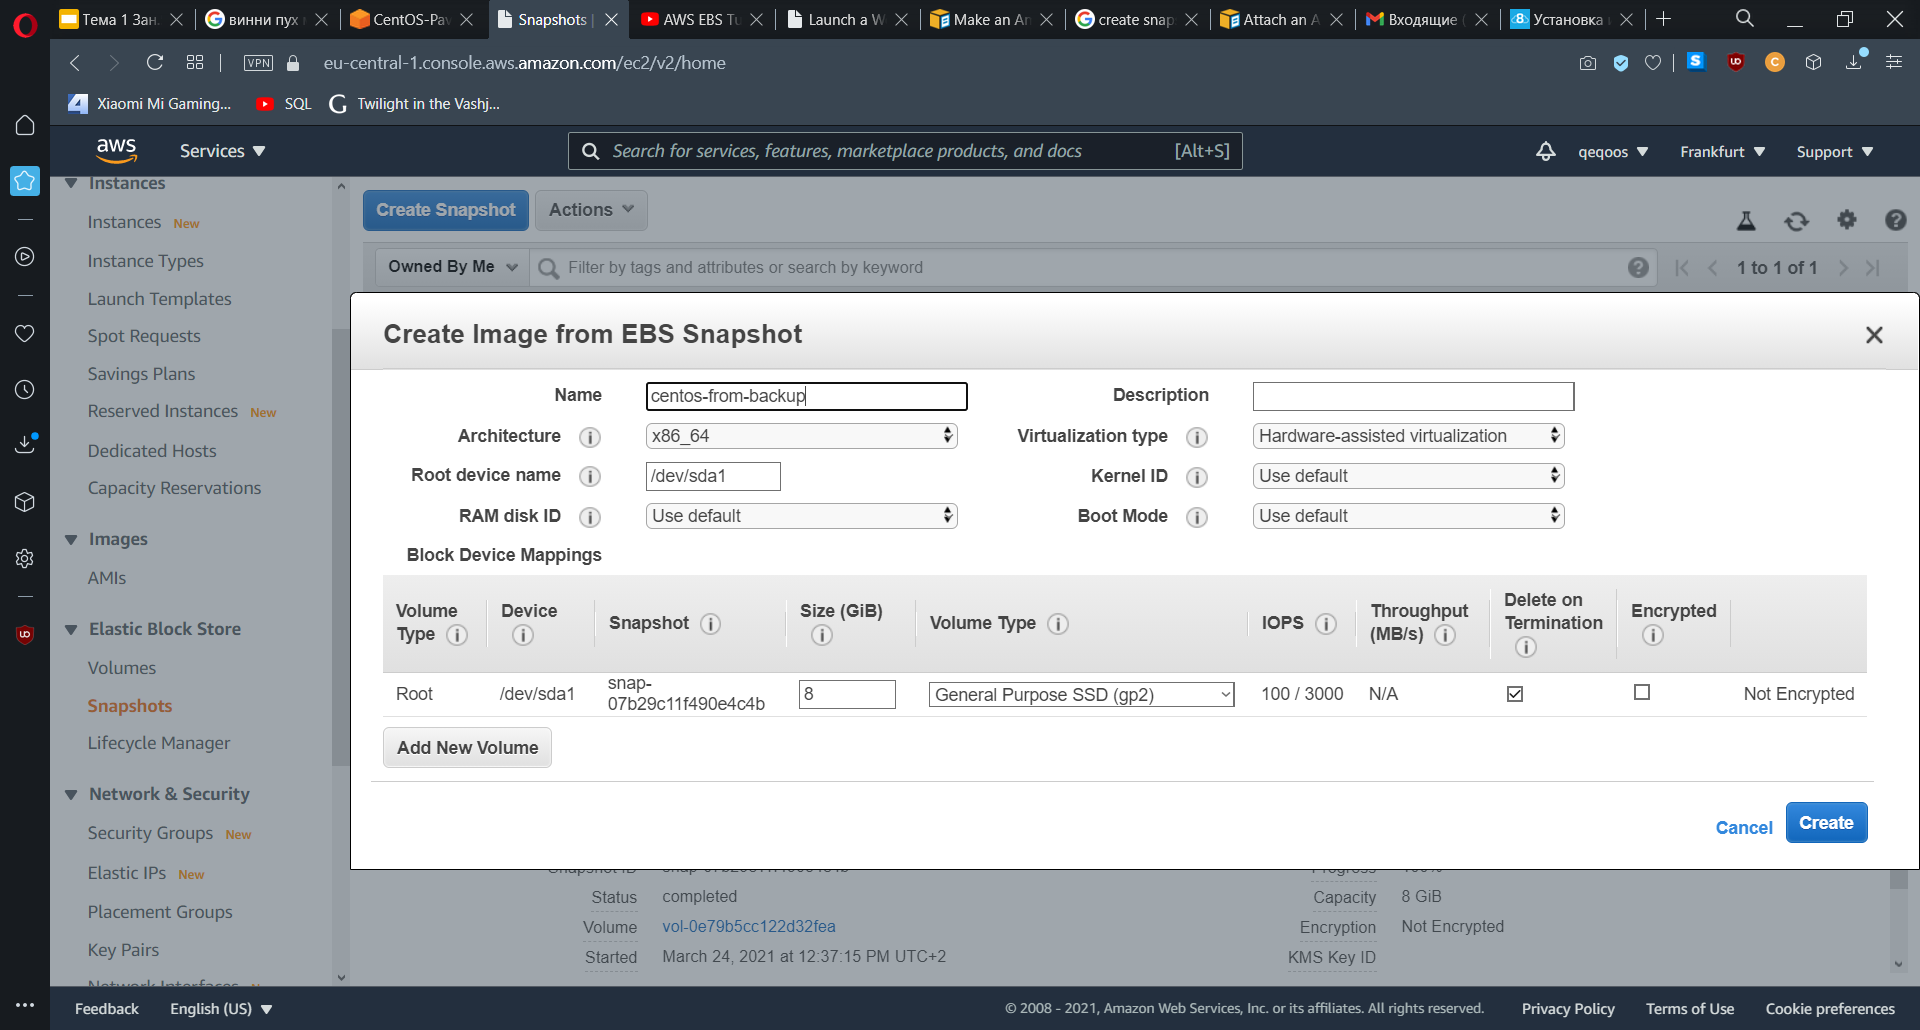 Тема 1 Зан
винни пух
CentOS-Pav
Snapshots |
AWS EBS Tu
Launch a W
Make an Am
create snap
Attach an A
Входящие (
Установка
VPN
eu-central-1.console.aws.amazon.com/ec2/v2/home
Xiaomi Mi Gaming...
SQL
Twilight in the Vashj...
aws
Services
Search for services, features, marketplace products, and docs
[Alt+S]
qeqoos
Frankfurt
Support
Instances
Instances New
Instance Types
Launch Templates
Spot Requests
Savings Plans
Reserved Instances New
Dedicated Hosts
Capacity Reservations
Images
AMIs
Elastic Block Store
Volumes
Snapshots
Lifecycle Manager
Network & Security
Security Groups New
Elastic IPs New
Placement Groups
Key Pairs
Network Interfaces
Create Snapshot
Actions
Owned By Me
Filter by tags and attributes or search by keyword
1 to 1 of 1
Create Image from EBS Snapshot
Name
centos-from-backup
Description
Architecture
x86_64
Virtualization type
Hardware-assisted virtualization
Root device name
/dev/sda1
Kernel ID
Use default
RAM disk ID
Use default
Boot Mode
Use default
Block Device Mappings
Volume Type
Device
Snapshot
Size (GiB)
Volume Type
IOPS
Throughput (MB/s)
Delete on Termination
Encrypted
Root
/dev/sda1
snap-
07b29c11f490e4c4b
8
General Purpose SSD (gp2)
100 / 3000
N/A
Not Encrypted
Add New Volume
Cancel
Create
Snapshot ID
Progress
Status
completed
Capacity
8 GiB
Volume
vol-0e79b5cc122d32fea
Encryption
Not Encrypted
Started
March 24, 2021 at 12:37:15 PM UTC+2
KMS Key ID
Feedback
English (US)
© 2008 - 2021, Amazon Web Services, Inc. or its affiliates. All rights reserved.
Privacy Policy
Terms of Use
Cookie preferences